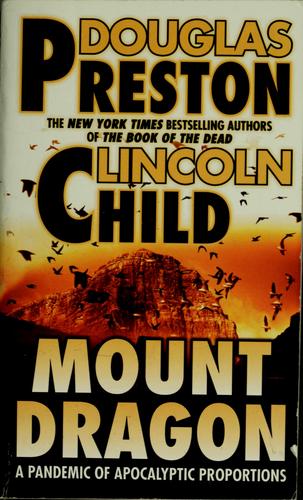 DOUGLAS
PRESTON
THE NEW YORK TIMES BESTSELLING AUTHORS
OF THE BOOK OF THE DEAD
LINCOLN
CHILD
MOUNT
DRAGON
A PANDEMIC OF APOCALYPTIC PROPORTIONS